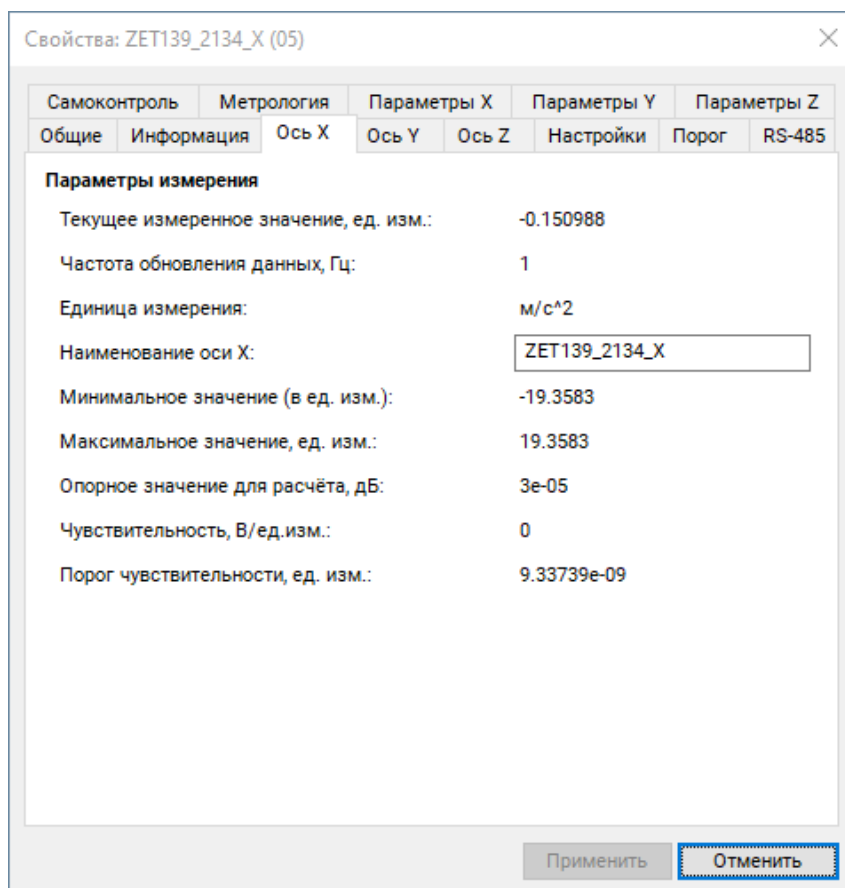 Свойства: ZET139_2134_X (05)
Самоконтроль Метрология Параметры X Параметры Y Параметры Z
Общие Информация Ось X Ось Y Ось Z Настройки Порог RS-485
Параметры измерения
Текущее измеренное значение, ед. изм.: -0.150988
Частота обновления данных, Гц: 1
Единица измерения: м/с^2
Наименование оси X: ZET139_2134_X
Минимальное значение (в ед. изм.): -19.3583
Максимальное значение, ед. изм.: 19.3583
Опорное значение для расчёта, дБ: 3e-05
Чувствительность, В/ед.изм.: 0
Порог чувствительности, ед. изм.: 9.33739e-09
Применить Отменить